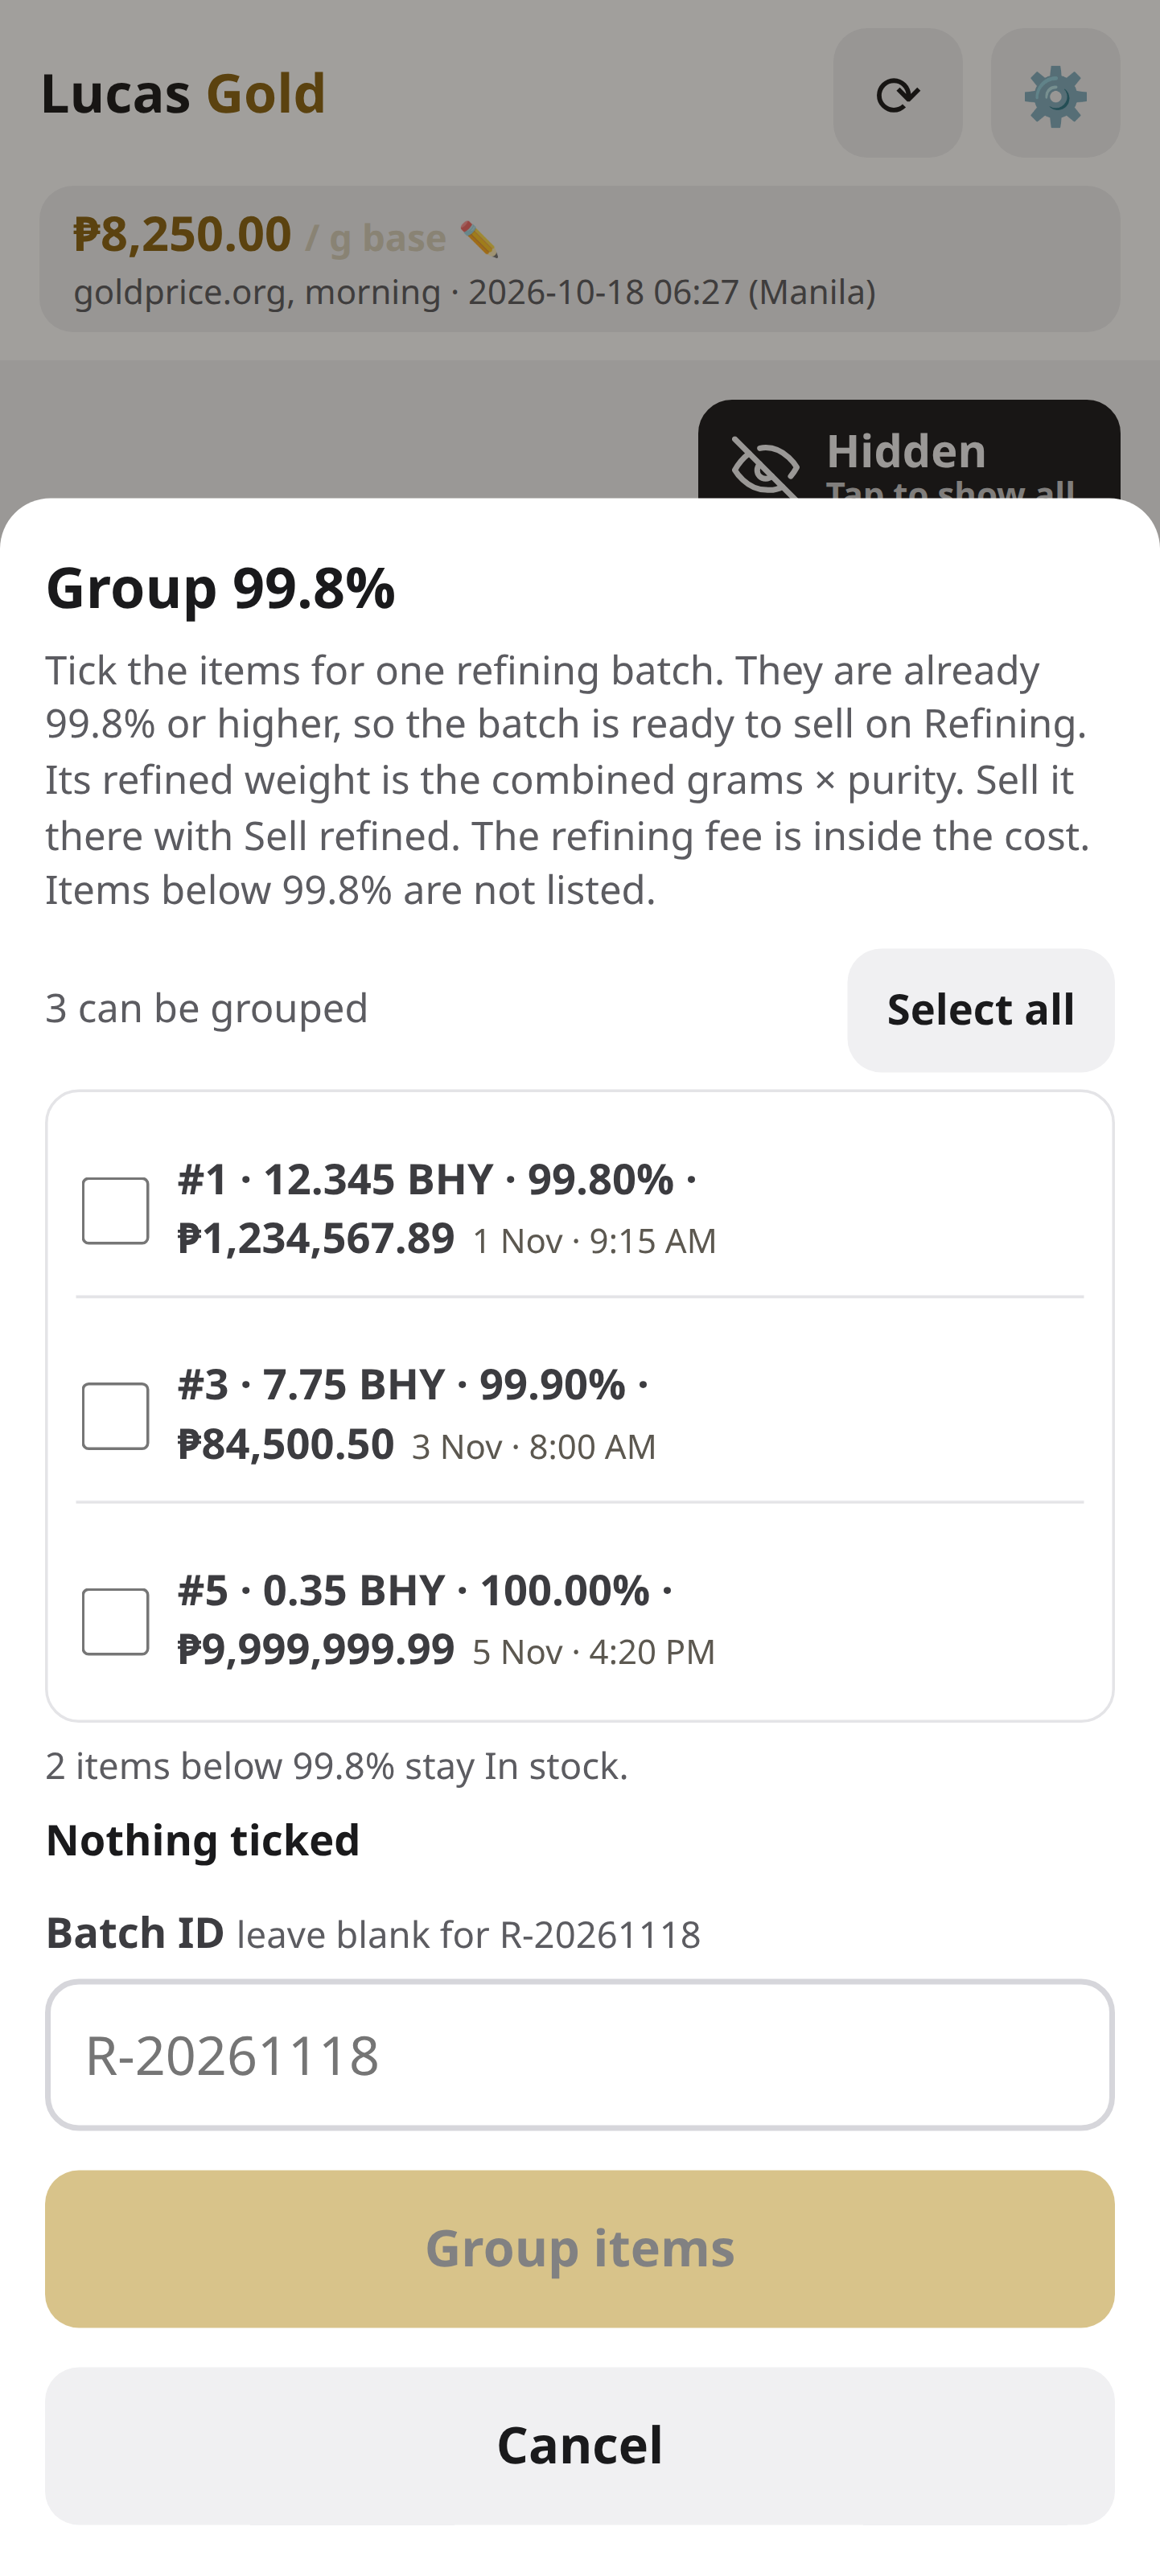 Lucas Gold
₱8,250.00 / g base
goldprice.org, morning · 2026-10-18 06:27 (Manila)
Hidden
Tap to show all
Group 99.8%
Tick the items for one refining batch. They are already
99.8% or higher, so the batch is ready to sell on Refining.
Its refined weight is the combined grams × purity. Sell it
there with Sell refined. The refining fee is inside the cost.
Items below 99.8% are not listed.
3 can be grouped
Select all
#1 · 12.345 BHY · 99.80% ·
₱1,234,567.89 1 Nov · 9:15 AM
#3 · 7.75 BHY · 99.90% ·
₱84,500.50 3 Nov · 8:00 AM
#5 · 0.35 BHY · 100.00% ·
₱9,999,999.99 5 Nov · 4:20 PM
2 items below 99.8% stay In stock.
Nothing ticked
Batch ID leave blank for R-20261118
R-20261118
Group items
Cancel